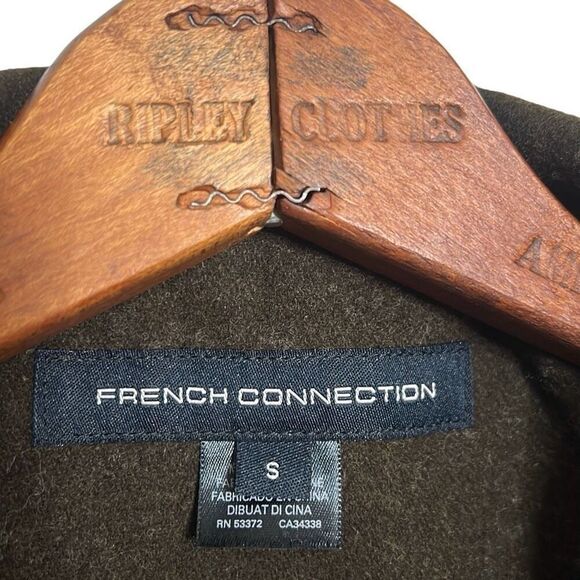 RIPLEY CLOTHES
FRENCH CONNECTION
S
FABRICADO EN CHINA
DIBUAT DI CINA
RN 53372 CA34338